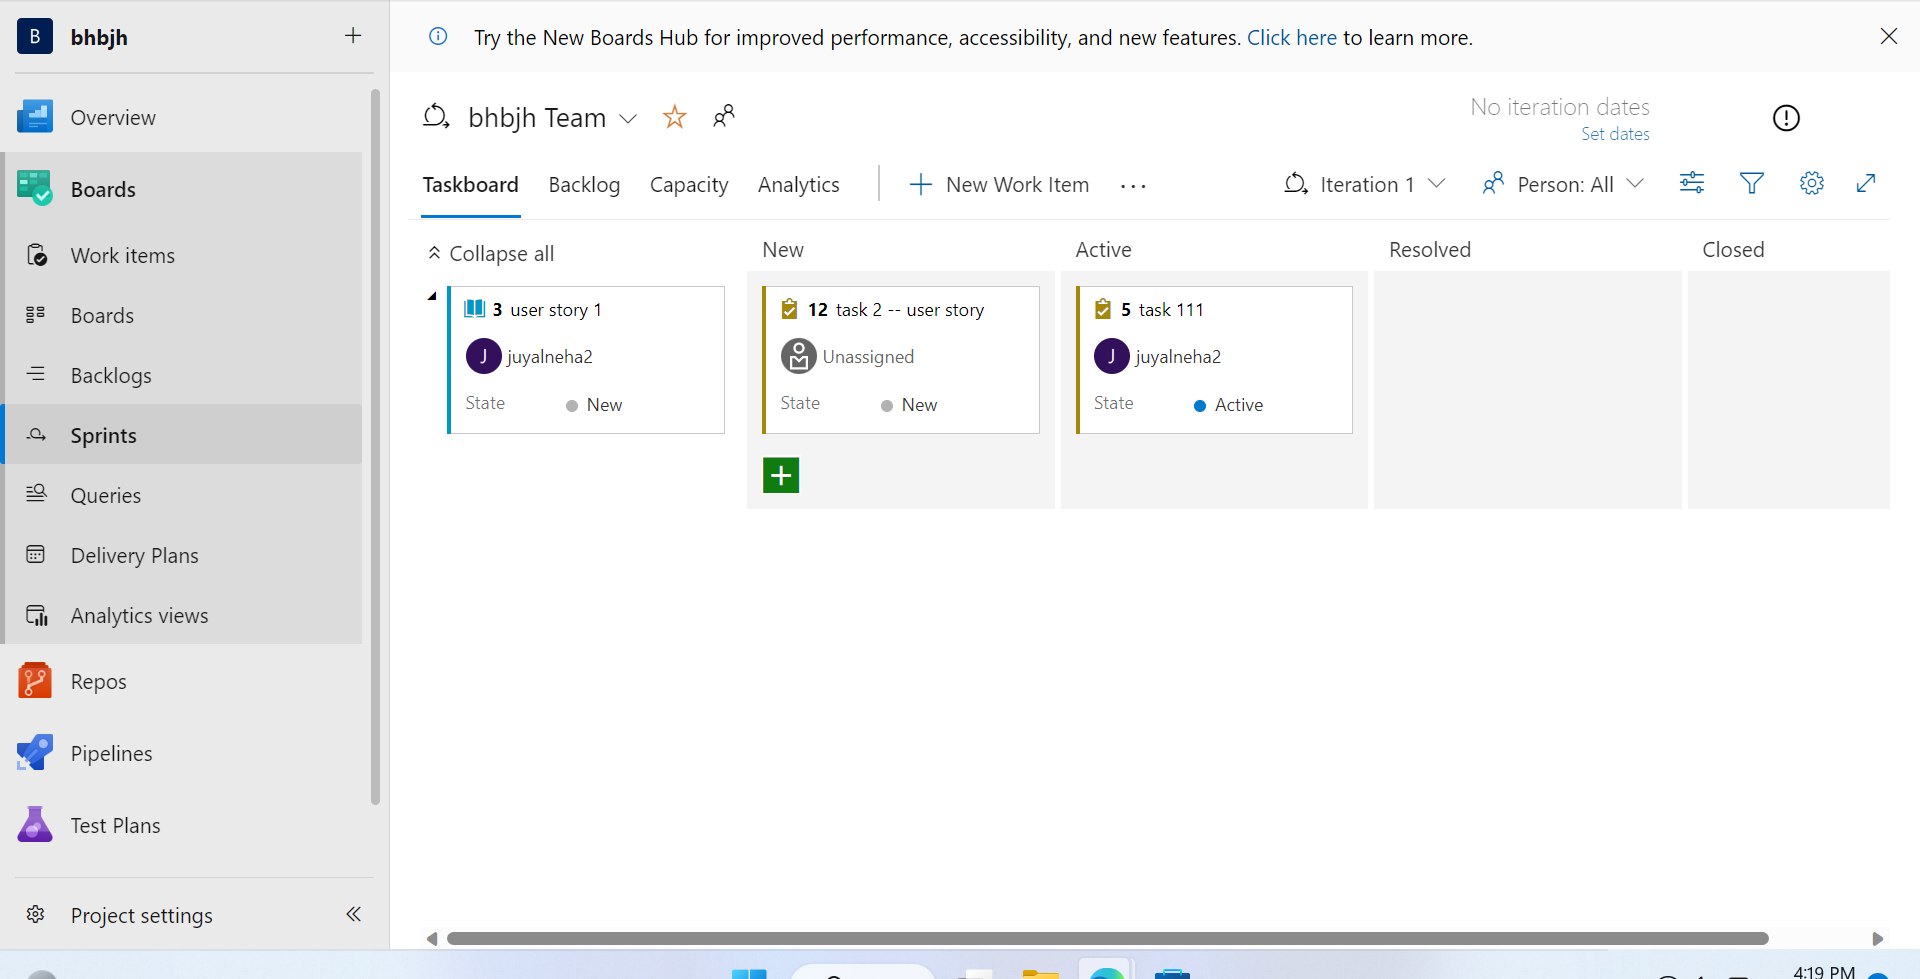 B bhbjh
Try the New Boards Hub for improved performance, accessibility, and new features. Click here to learn more.
Overview
Boards
Work items
Boards
Backlogs
Sprints
Queries
Delivery Plans
Analytics views
Repos
Pipelines
Test Plans
Project settings
bhbjh Team
No iteration dates
Set dates
Taskboard Backlog Capacity Analytics New Work Item Iteration 1 Person: All
Collapse all New Active Resolved Closed
3 user story 1
J juyalneha2
State New
12 task 2 -- user story
Unassigned
State New
5 task 111
J juyalneha2
State Active
4:19 PM